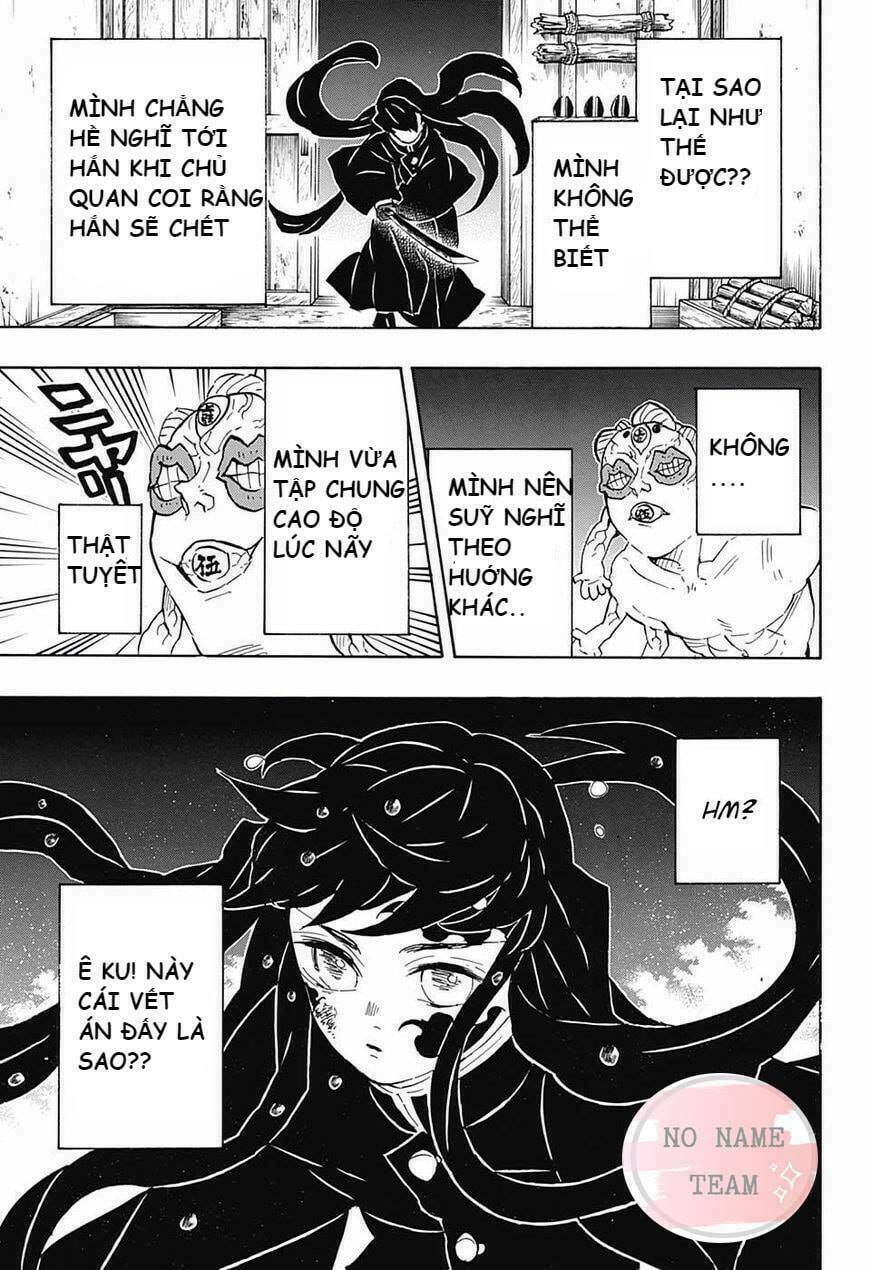 TẠI SAO
LẠI NHƯ
THẾ
ĐƯỢC??
MÌNH
KHÔNG
THỂ
BIẾT
MÌNH CHẲNG
HỀ NGHĨ TỚI
HẮN KHI CHỦ
QUAN COI RẰNG
HẮN SẼ CHẾT
KHÔNG
....
MÌNH NÊN
SUỸ NGHĨ
THEO
HƯỚNG
KHÁC..
MÌNH VỪA
TẬP CHUNG
CAO ĐỘ
LÚC NÃY
THẬT
TUYỆT
伍
HM?
Ê KU! NÀY
CÁI VẾT
ÁN ĐẤY LÀ
SAO??
NO NAME
TEAM